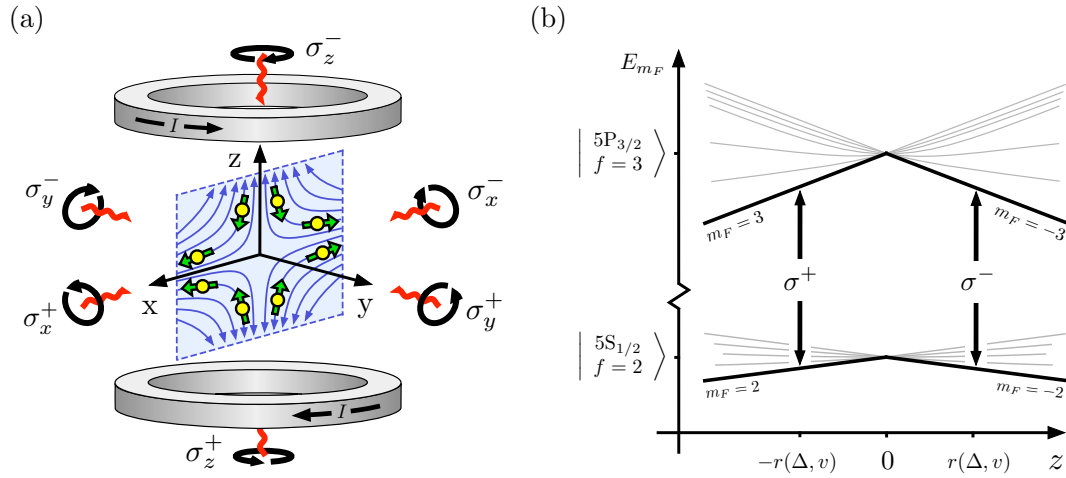 (a)
σ_z^-
I
z
σ_y^-
σ_x^-
x
y
σ_x^+
σ_y^+
I
σ_z^+
(b)
E_{m_F}
| 5P_{3/2} f = 3 ⟩
m_F = 3
m_F = −3
σ^+
σ^-
| 5S_{1/2} f = 2 ⟩
m_F = 2
m_F = −2
−r(Δ, v)
0
r(Δ, v)
z